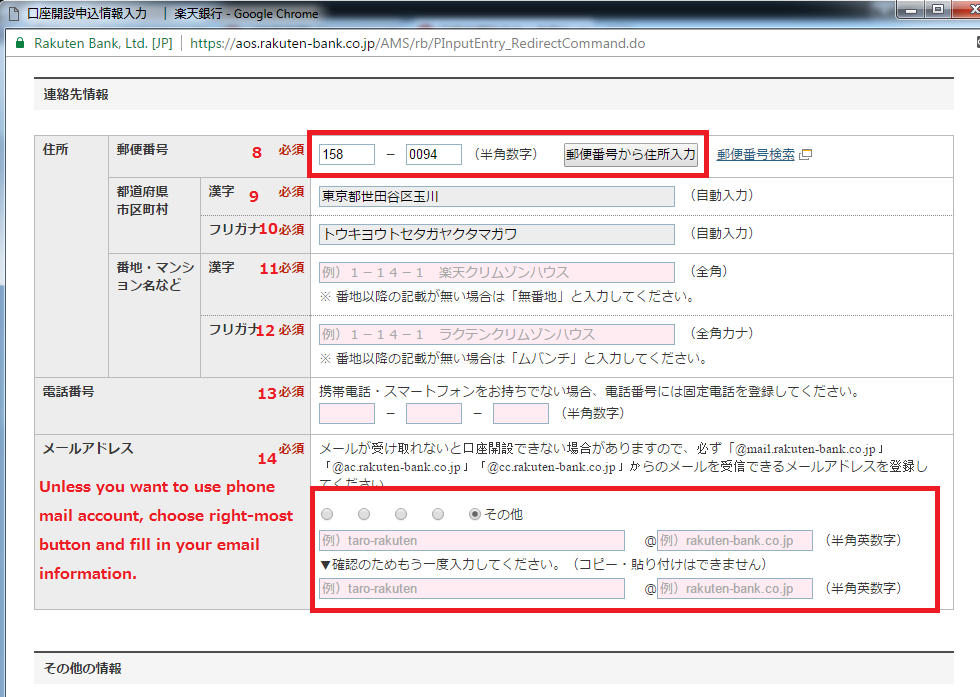 口座開設申込情報入力 ｜ 楽天銀行 - Google Chrome
Rakuten Bank, Ltd. [JP] https://aos.rakuten-bank.co.jp/AMS/rb/PInputEntry_RedirectCommand.do
連絡先情報
住所 郵便番号 8 必須 158 － 0094 （半角数字） 郵便番号から住所入力 郵便番号検索
都道府県
市区町村
漢字 9 必須 東京都世田谷区玉川 （自動入力）
フリガナ 10 必須 トウキヨウトセタガヤクタマガワ （自動入力）
番地・マンシ
ョン名など
漢字 11 必須 例）１－１４－１　楽天クリムゾンハウス （全角）
※ 番地以降の記載が無い場合は「無番地」と入力してください。
フリガナ 12 必須 例）１－１４－１　ラクテンクリムゾンハウス （全角カナ）
※ 番地以降の記載が無い場合は「ムバンチ」と入力してください。
電話番号 13 必須 携帯電話・スマートフォンをお持ちでない場合、電話番号には固定電話を登録してください。
－ － （半角数字）
メールアドレス 14 必須 メールが受け取れないと口座開設できない場合がありますので、必ず「@mail.rakuten-bank.co.jp」
「@ac.rakuten-bank.co.jp」「@cc.rakuten-bank.co.jp」からのメールを受信できるメールアドレスを登録し
てください。
Unless you want to use phone
mail account, choose right-most
button and fill in your email
information.
その他
例）taro-rakuten @ 例）rakuten-bank.co.jp （半角英数字）
▼確認のためもう一度入力してください。（コピー・貼り付けはできません）
例）taro-rakuten @ 例）rakuten-bank.co.jp （半角英数字）
その他の情報